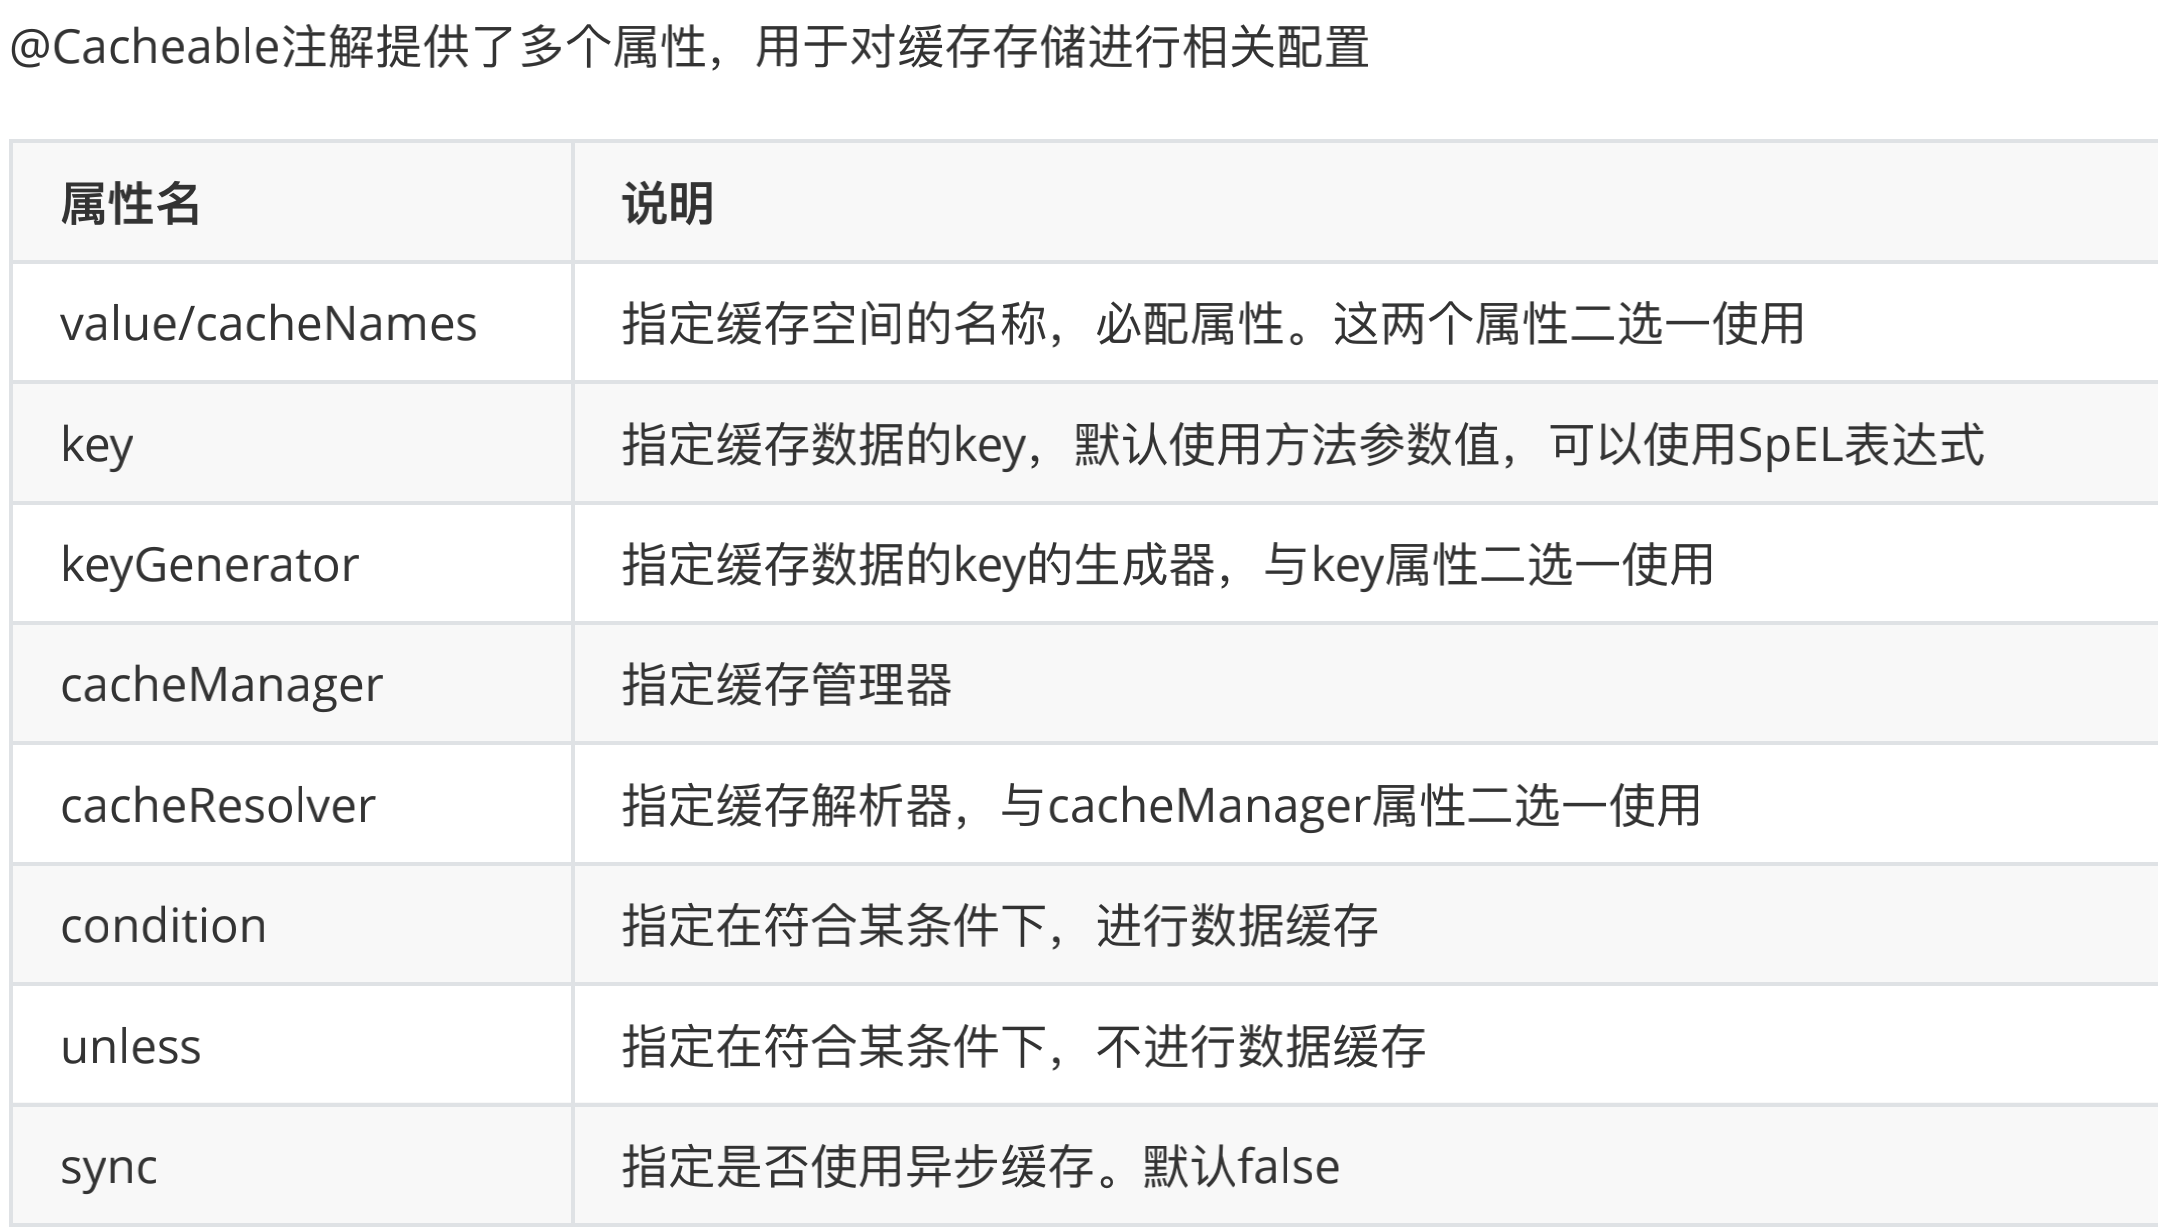 @Cacheable注解提供了多个属性，用于对缓存存储进行相关配置
属性名 说明
value/cacheNames 指定缓存空间的名称，必配属性。这两个属性二选一使用
key 指定缓存数据的key，默认使用方法参数值，可以使用SpEL表达式
keyGenerator 指定缓存数据的key的生成器，与key属性二选一使用
cacheManager 指定缓存管理器
cacheResolver 指定缓存解析器，与cacheManager属性二选一使用
condition 指定在符合某条件下，进行数据缓存
unless 指定在符合某条件下，不进行数据缓存
sync 指定是否使用异步缓存。默认false